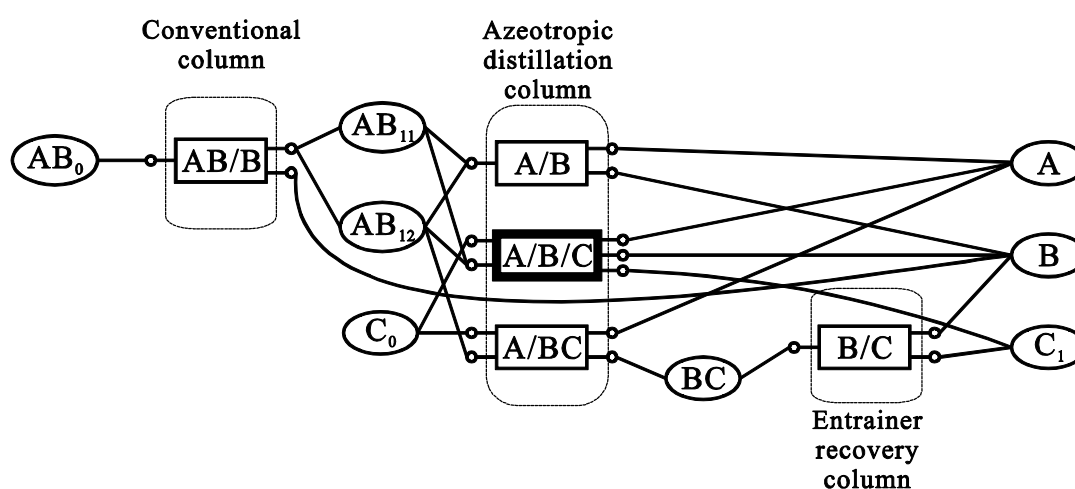 Conventional
column
Azeotropic
distillation
column
AB₀
AB/B
AB₁₁
AB₁₂
C₀
A/B
A/B/C
A/BC
BC
B/C
A
B
C₁
Entrainer
recovery
column